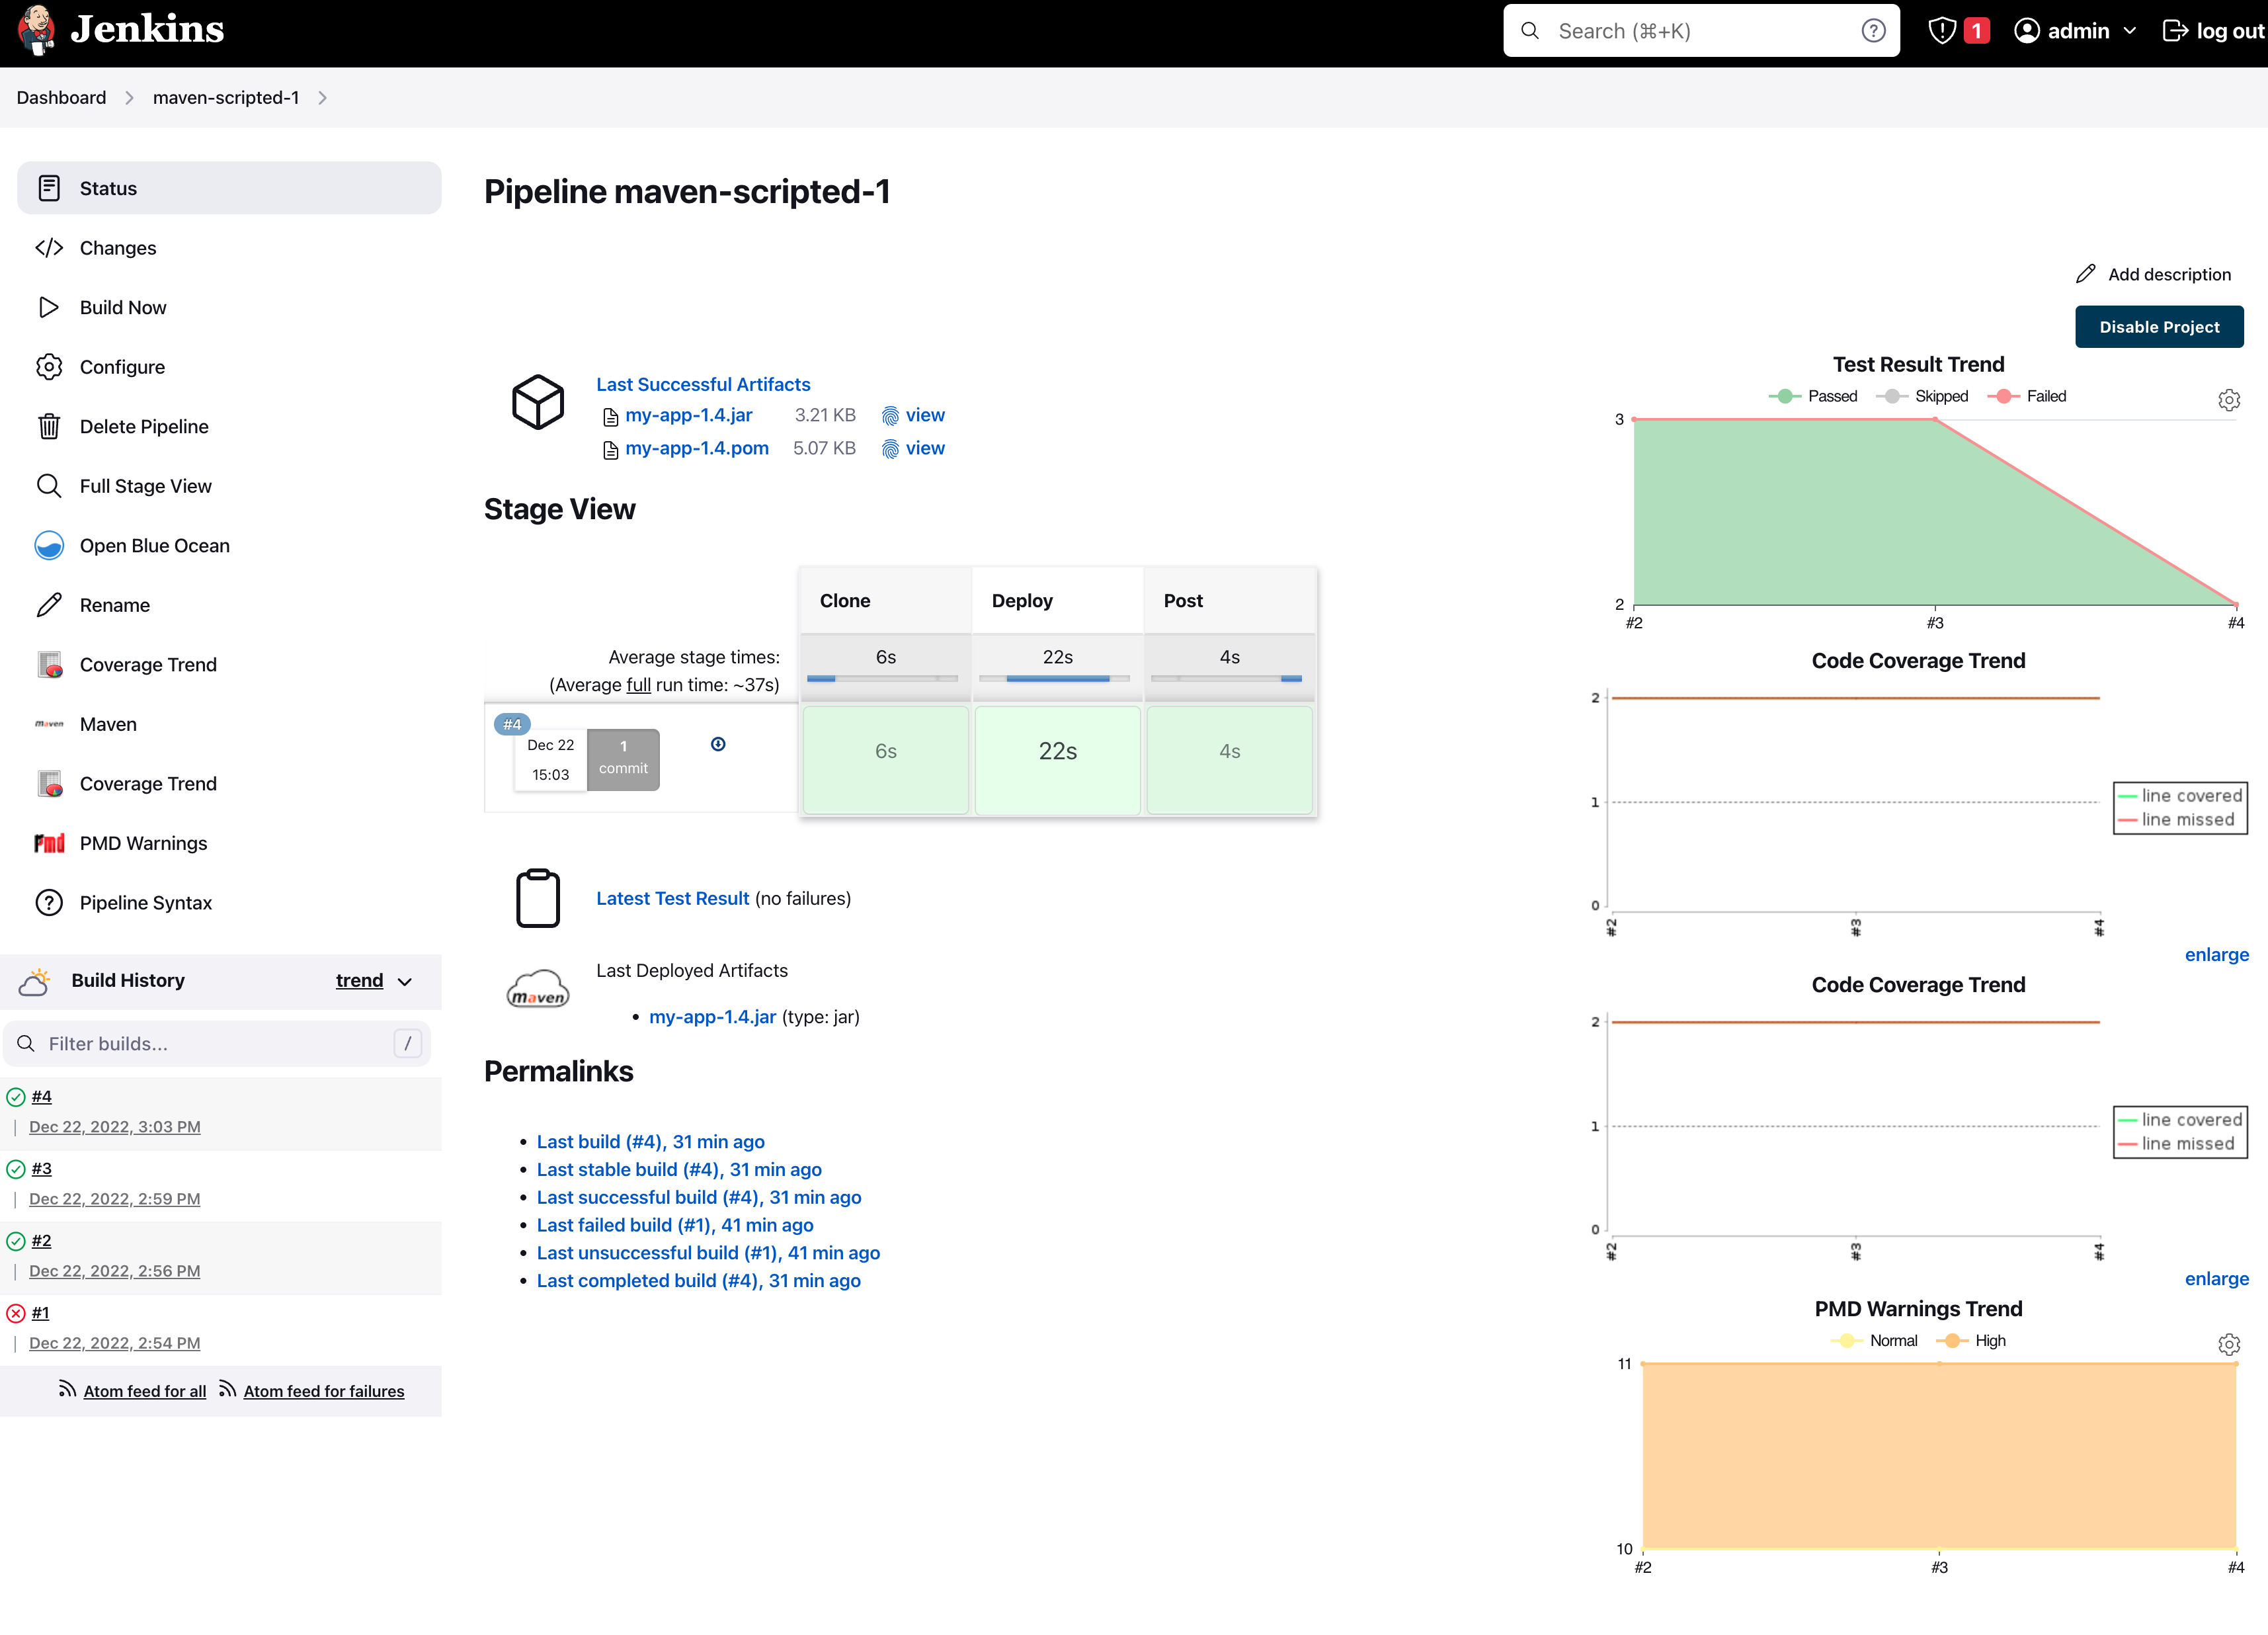 Jenkins
Search (⌘+K)
1
admin
log out
Dashboard
maven-scripted-1
Status
Changes
Build Now
Configure
Delete Pipeline
Full Stage View
Open Blue Ocean
Rename
Coverage Trend
Maven
Maven
Coverage Trend
Pmd
PMD Warnings
Pipeline Syntax
Build History
trend
Filter builds...
/
#4
Dec 22, 2022, 3:03 PM
#3
Dec 22, 2022, 2:59 PM
#2
Dec 22, 2022, 2:56 PM
#1
Dec 22, 2022, 2:54 PM
Atom feed for all
Atom feed for failures
Pipeline maven-scripted-1
Add description
Disable Project
Last Successful Artifacts
my-app-1.4.jar 3.21 KB view
my-app-1.4.pom 5.07 KB view
Stage View
Clone Deploy Post
Average stage times:
(Average full run time: ~37s)
6s 22s 4s
#4
Dec 22
15:03
1
commit
6s 22s 4s
Latest Test Result (no failures)
maven
Last Deployed Artifacts
my-app-1.4.jar (type: jar)
Permalinks
Last build (#4), 31 min ago
Last stable build (#4), 31 min ago
Last successful build (#4), 31 min ago
Last failed build (#1), 41 min ago
Last unsuccessful build (#1), 41 min ago
Last completed build (#4), 31 min ago
Test Result Trend
Passed Skipped Failed
3
2
#2 #3 #4
Code Coverage Trend
2
1
0
#2 #3 #4
line covered
line missed
enlarge
Code Coverage Trend
2
1
0
#2 #3 #4
line covered
line missed
enlarge
PMD Warnings Trend
Normal High
11
10
#2 #3 #4